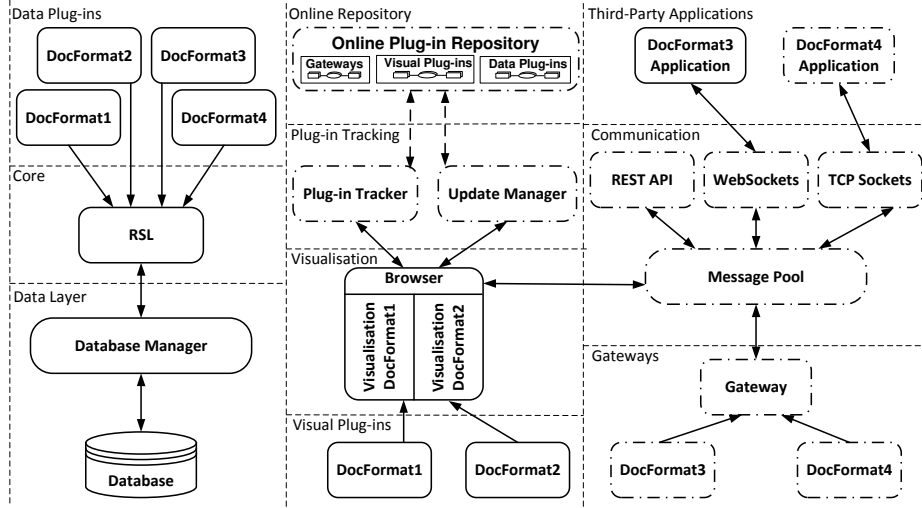 Data Plug-ins
DocFormat2
DocFormat3
DocFormat1
DocFormat4
Core
RSL
Data Layer
Database Manager
Database
Online Repository
Online Plug-in Repository
Gateways
Visual Plug-ins
Data Plug-ins
Plug-in Tracking
Plug-in Tracker
Update Manager
Visualisation
Browser
Visualisation
DocFormat1
Visualisation
DocFormat2
Visual Plug-ins
DocFormat1
DocFormat2
Third-Party Applications
DocFormat3
Application
DocFormat4
Application
Communication
REST API
WebSockets
TCP Sockets
Message Pool
Gateways
Gateway
DocFormat3
DocFormat4